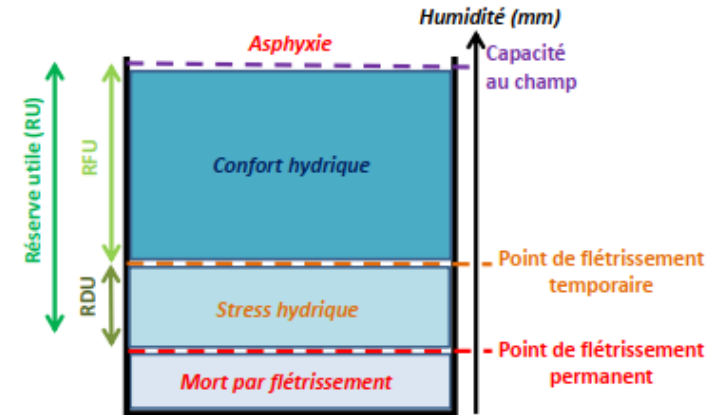 Humidité (mm)
Asphyxie
Capacité
au champ
Réserve utile (RU)
RFU
Confort hydrique
Point de flétrissement
temporaire
RDU
Stress hydrique
Point de flétrissement
permanent
Mort par flétrissement